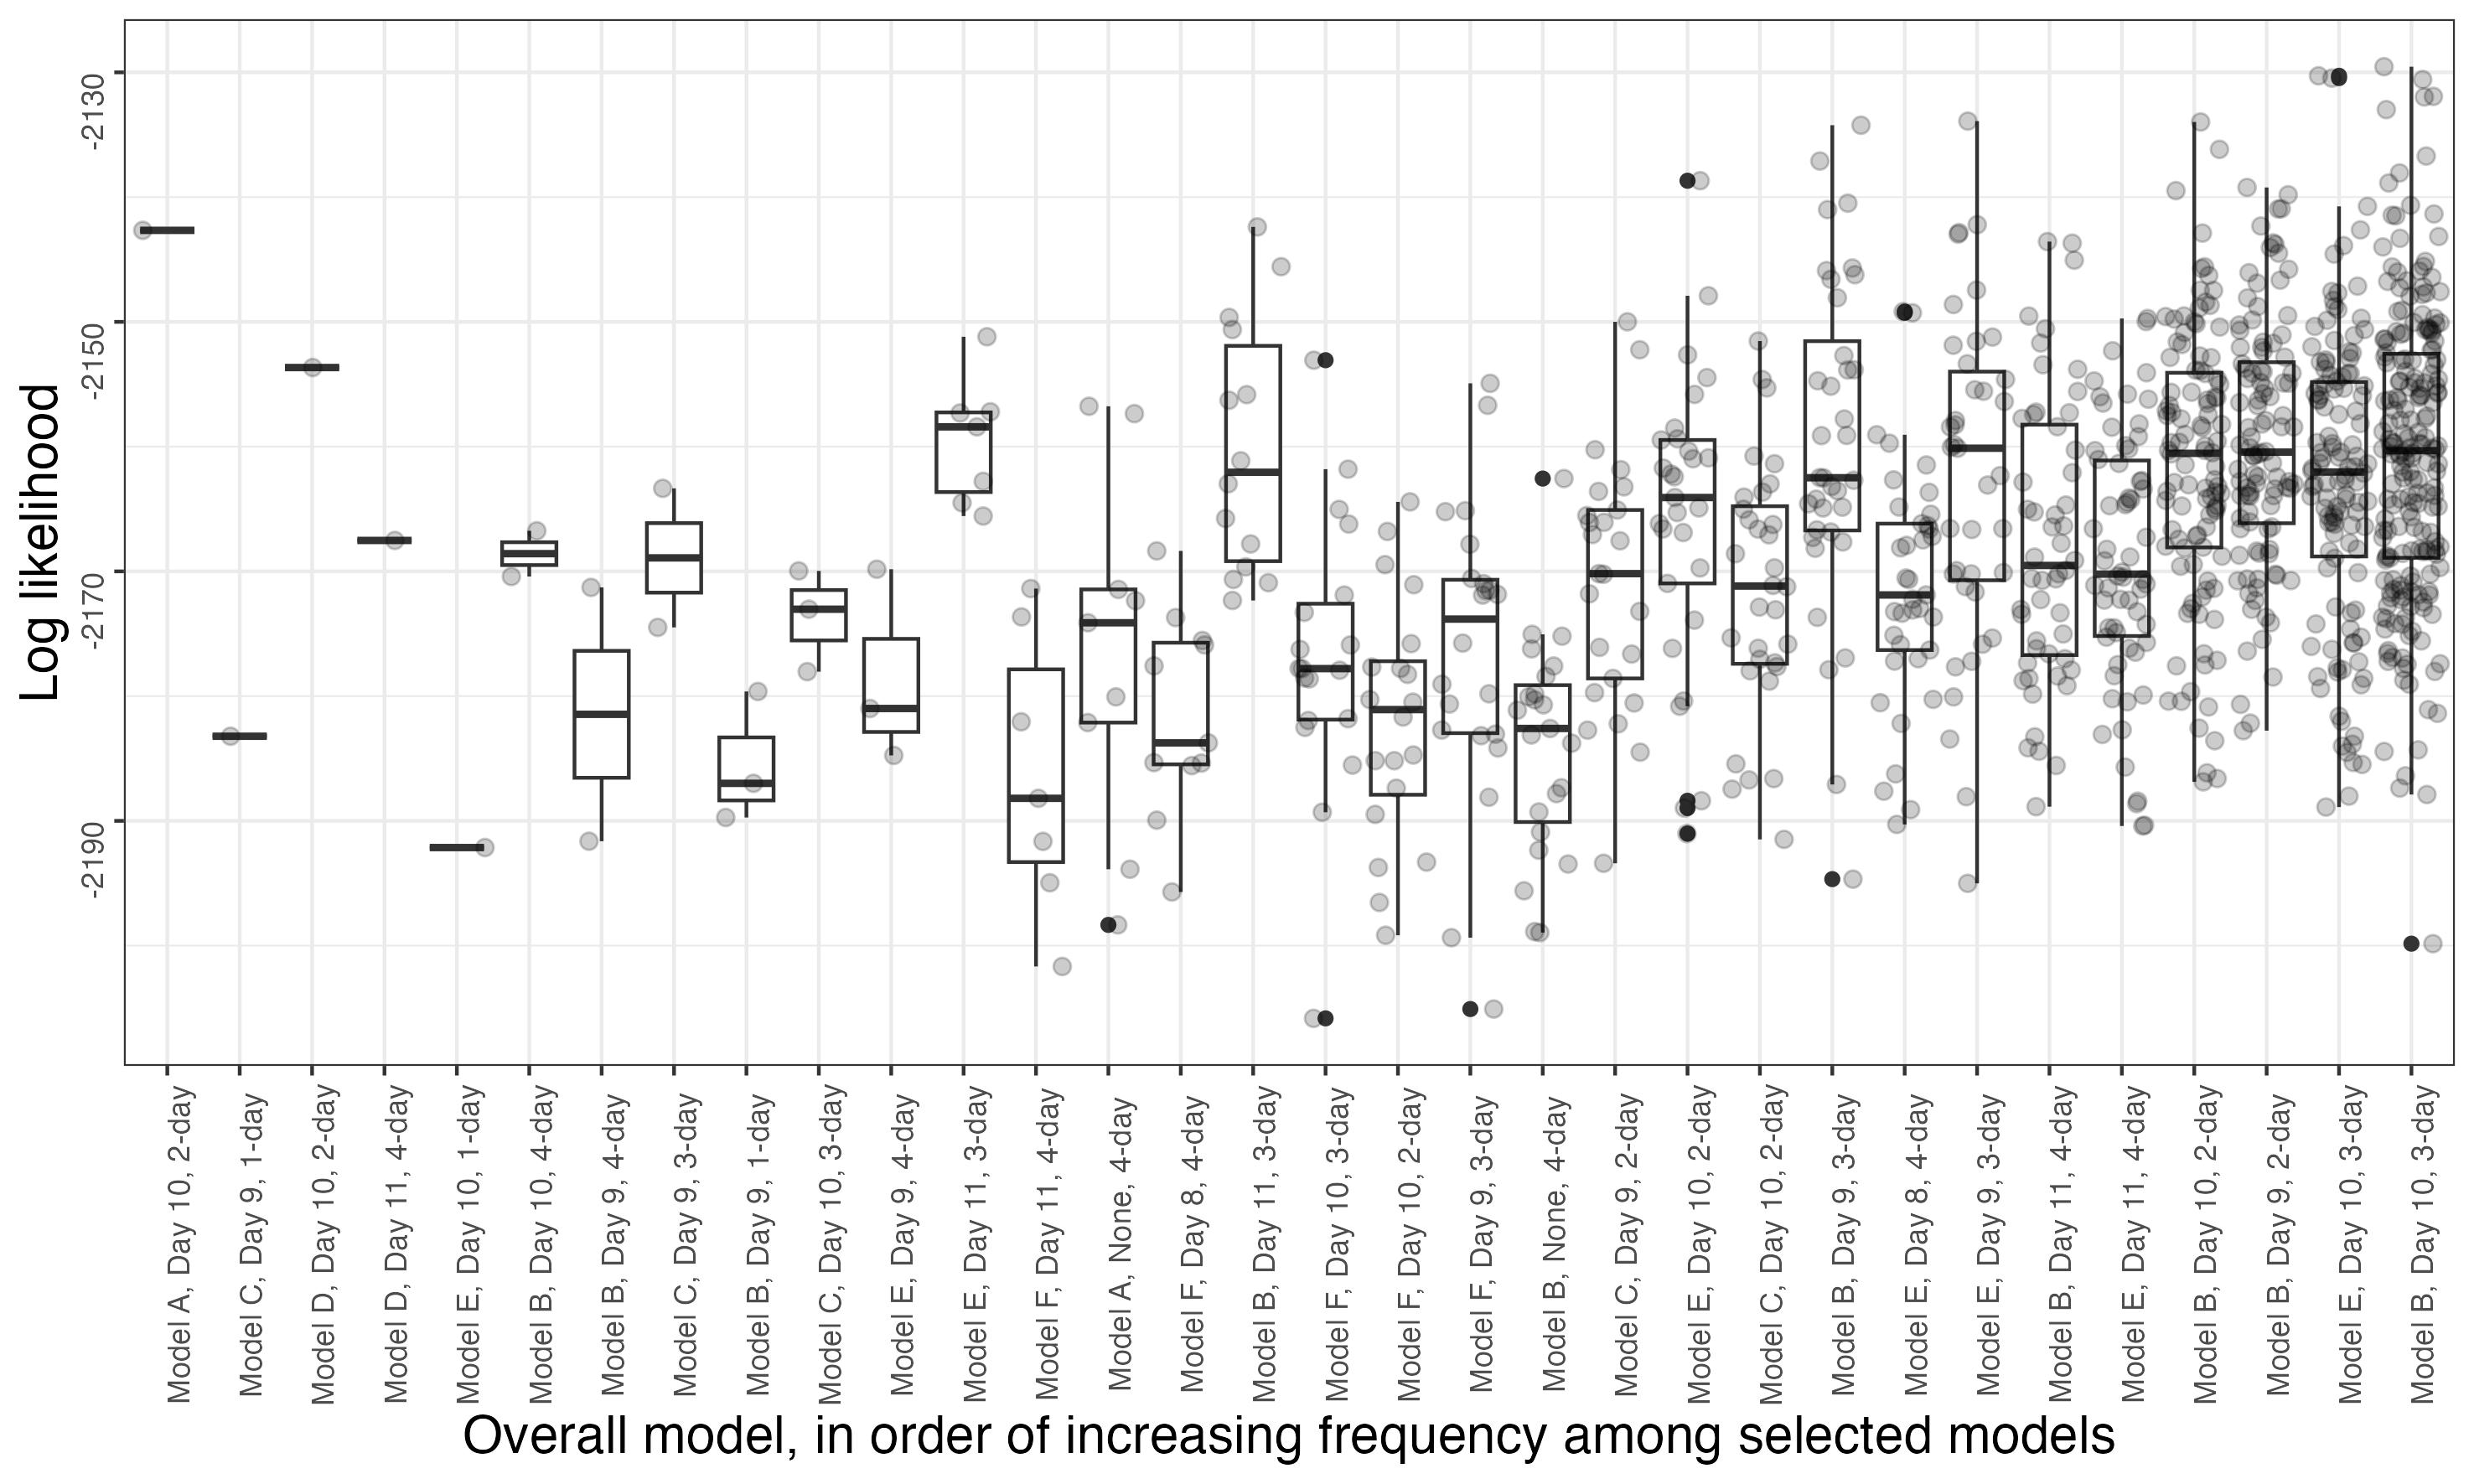 Log likelihood
-2130
-2150
-2170
-2190
Model A, Day 10, 2-day
Model C, Day 9, 1-day
Model D, Day 10, 2-day
Model D, Day 11, 4-day
Model E, Day 10, 1-day
Model B, Day 10, 4-day
Model B, Day 9, 4-day
Model C, Day 9, 3-day
Model B, Day 9, 1-day
Model C, Day 10, 3-day
Model E, Day 9, 4-day
Model E, Day 11, 3-day
Model F, Day 11, 4-day
Model A, None, 4-day
Model F, Day 8, 4-day
Model B, Day 11, 3-day
Model F, Day 10, 3-day
Model F, Day 10, 2-day
Model F, Day 9, 3-day
Model B, None, 4-day
Model C, Day 9, 2-day
Model E, Day 10, 2-day
Model C, Day 10, 2-day
Model B, Day 9, 3-day
Model E, Day 8, 4-day
Model E, Day 9, 3-day
Model B, Day 11, 4-day
Model E, Day 11, 4-day
Model B, Day 10, 2-day
Model B, Day 9, 2-day
Model E, Day 10, 3-day
Model B, Day 10, 3-day
Overall model, in order of increasing frequency among selected models